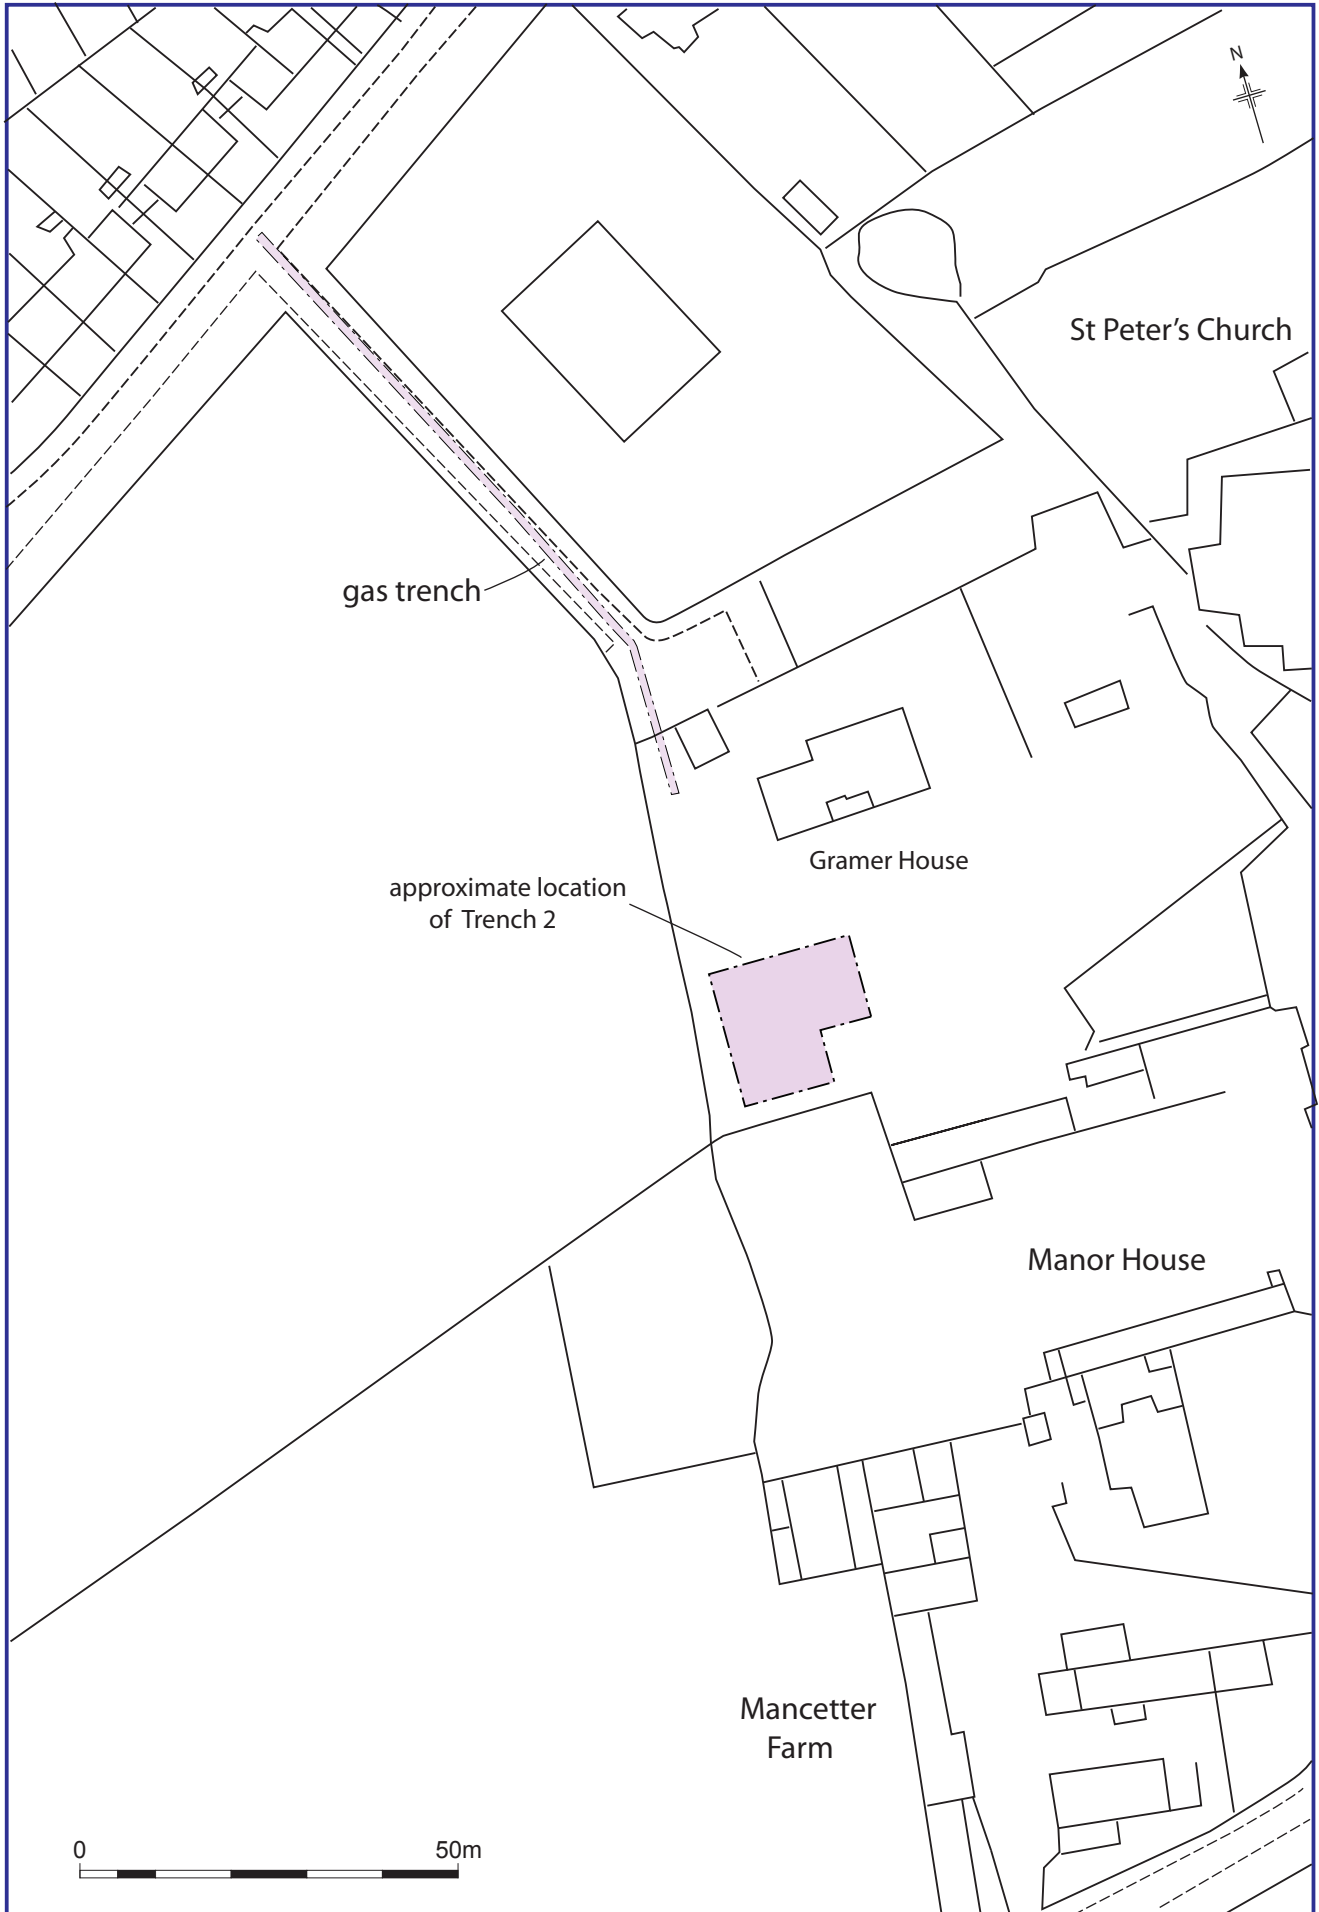 N
St Peter's Church
gas trench
Gramer House
approximate location
of Trench 2
Manor House
Mancetter
Farm
0 50m